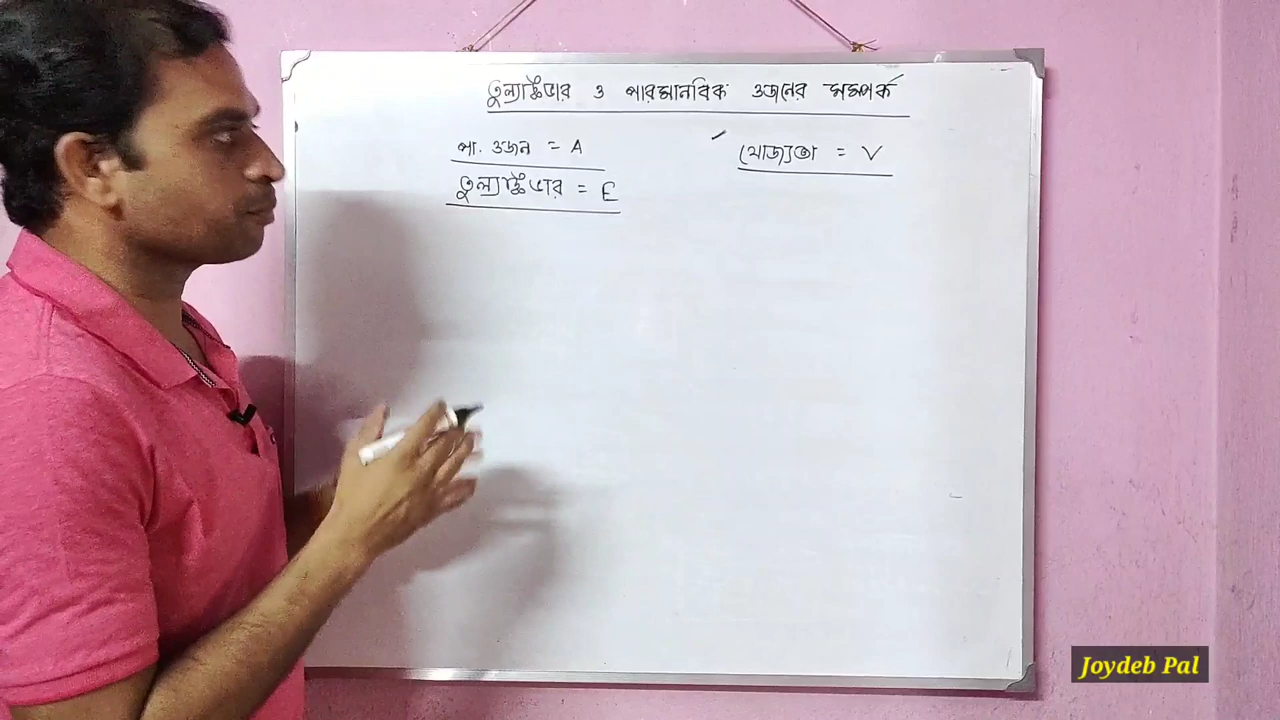 তুল্যাঙ্কভার ও পারমানবিক ওজনের সম্পর্ক
পা. ওজন = A
যোজ্যতা = V
তুল্যাঙ্কভার = E
Joydeb Pal